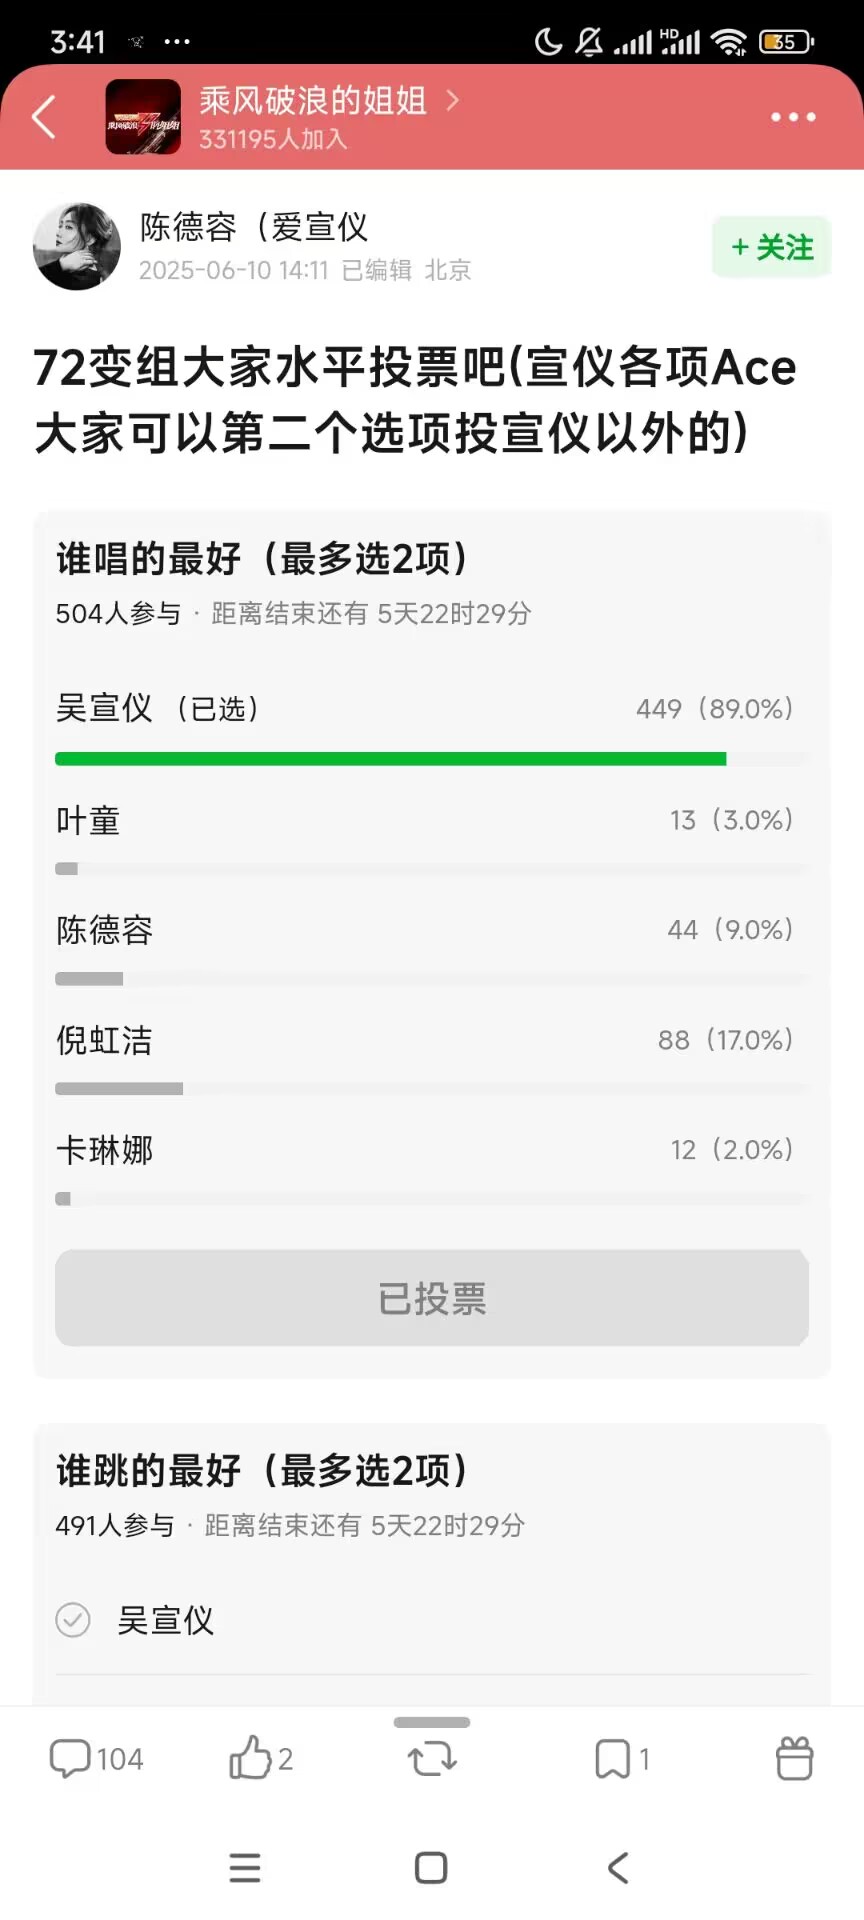 3:41
HD
35
乘风破浪的姐姐
331195人加入
陈德容（爱宣仪
2025-06-10 14:11 已编辑 北京
+ 关注
72变组大家水平投票吧(宣仪各项Ace
大家可以第二个选项投宣仪以外的)
谁唱的最好（最多选2项）
504人参与 · 距离结束还有 5天22时29分
吴宣仪 （已选） 449（89.0%）
叶童 13（3.0%）
陈德容 44（9.0%）
倪虹洁 88（17.0%）
卡琳娜 12（2.0%）
已投票
谁跳的最好（最多选2项）
491人参与 · 距离结束还有 5天22时29分
吴宣仪
104 2 1